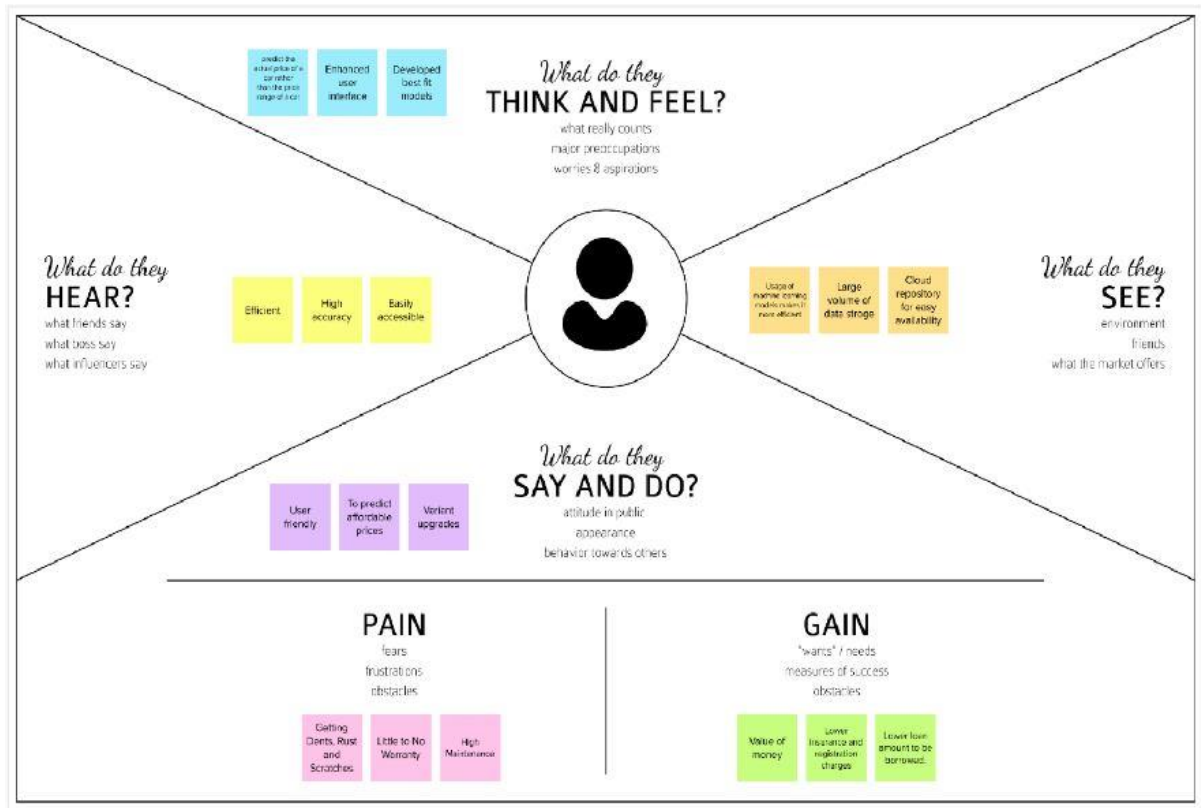 predict the
actual price of a
car rather
than the price
range of a car
Enhanced
user
interface
Developed
best fit
models
What do they
THINK AND FEEL?
what really counts
major preoccupations
worries & aspirations
What do they
HEAR?
what friends say
what boss say
what influencers say
Efficient
High
accuracy
Easily
accessible
Usage of
machine learning
models makes it
more efficient
Large
volume of
data stroge
Cloud
repository
for easy
availability
What do they
SEE?
environment
friends
what the market offers
What do they
SAY AND DO?
attitude in public
appearance
behavior towards others
User
friendly
To predict
affordable
prices
Variant
upgrades
PAIN
fears
frustrations
obstacles
Getting
Dents, Rust
and
Scratches
Little to No
Warranty
High
Maintenance
GAIN
"wants" / needs
measures of success
obstacles
Value of
money
Lower
Insurance and
registration
charges
Lower loan
amount to be
borrowed.